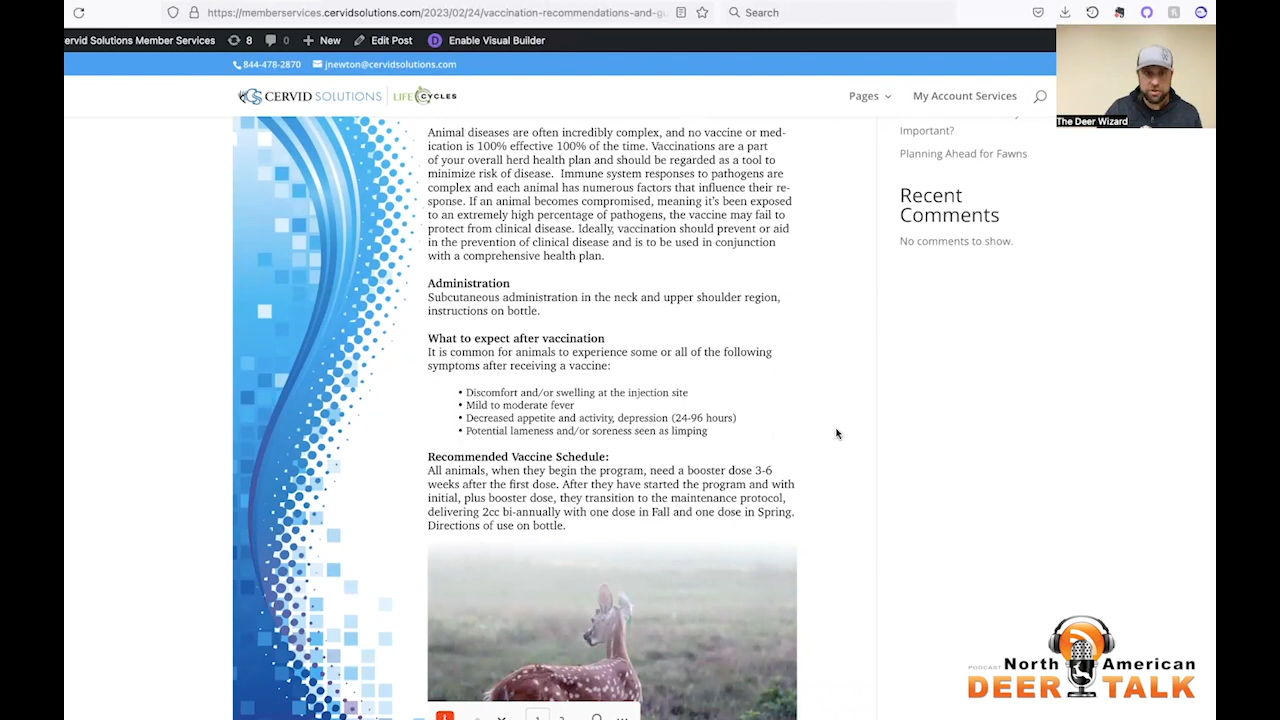 https://memberservices.cervidsolutions.com/2023/02/24/vaccination-recommendations-and-gu
Search
ervid Solutions Member Services
8
0
New
Edit Post
Enable Visual Builder
844-478-2870
jnewton@cervidsolutions.com
CERVID SOLUTIONS
LIFE CYCLES
Pages
My Account Services
The Deer Wizard
Animal diseases are often incredibly complex, and no vaccine or med-
ication is 100% effective 100% of the time. Vaccinations are a part
of your overall herd health plan and should be regarded as a tool to
minimize risk of disease. Immune system responses to pathogens are
complex and each animal has numerous factors that influence their re-
sponse. If an animal becomes compromised, meaning it's been exposed
to an extremely high percentage of pathogens, the vaccine may fail to
protect from clinical disease. Ideally, vaccination should prevent or aid
in the prevention of clinical disease and is to be used in conjunction
with a comprehensive health plan.
Administration
Subcutaneous administration in the neck and upper shoulder region,
instructions on bottle.
What to expect after vaccination
It is common for animals to experience some or all of the following
symptoms after receiving a vaccine:
• Discomfort and/or swelling at the injection site
• Mild to moderate fever
• Decreased appetite and activity, depression (24-96 hours)
• Potential lameness and/or soreness seen as limping
Recommended Vaccine Schedule:
All animals, when they begin the program, need a booster dose 3-6
weeks after the first dose. After they have started the program and with
initial, plus booster dose, they transition to the maintenance protocol,
delivering 2cc bi-annually with one dose in Fall and one dose in Spring.
Directions of use on bottle.
Important?
Planning Ahead for Fawns
Recent
Comments
No comments to show.
PODCAST North American
DEER TALK